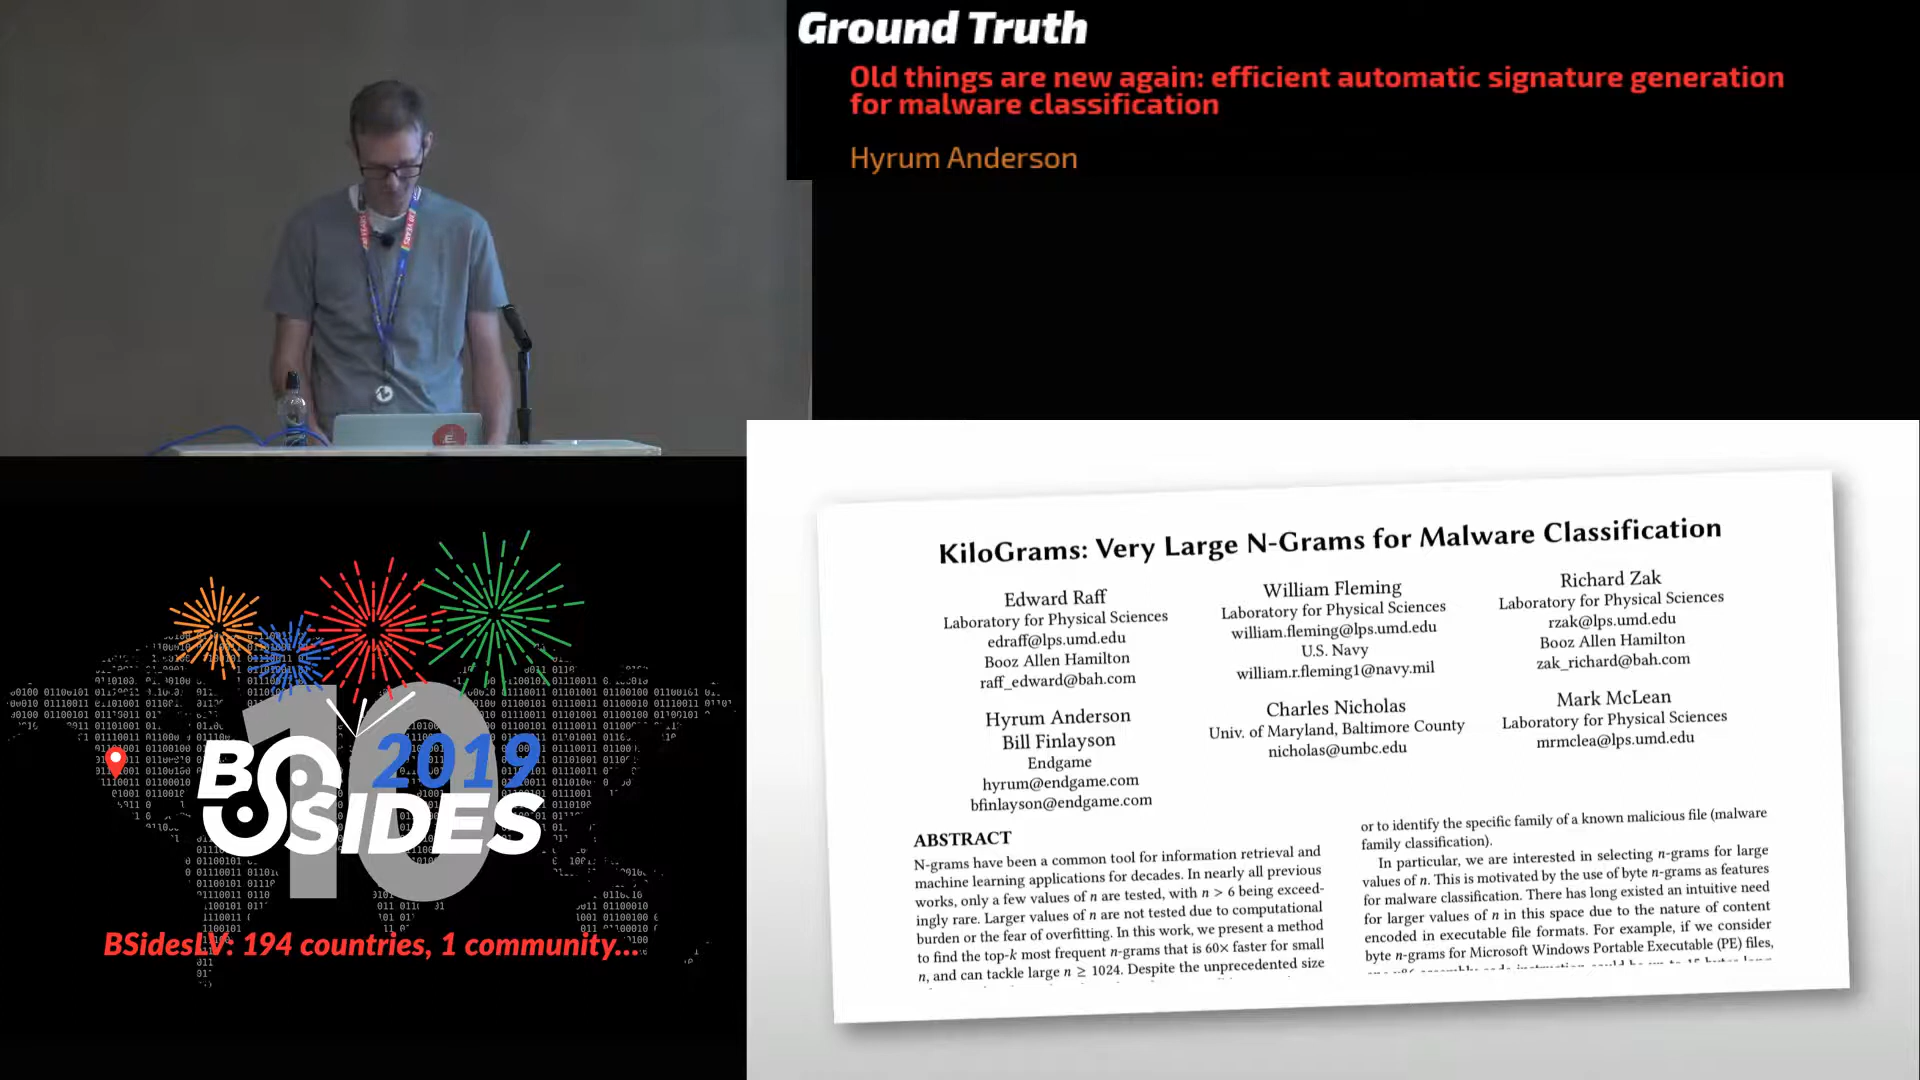 Ground Truth
Old things are new again: efficient automatic signature generation
for malware classification
Hyrum Anderson
KiloGrams: Very Large N-Grams for Malware Classification
Edward Raff
Laboratory for Physical Sciences
edraff@lps.umd.edu
Booz Allen Hamilton
raff_edward@bah.com
William Fleming
Laboratory for Physical Sciences
william.fleming@lps.umd.edu
U.S. Navy
william.r.fleming1@navy.mil
Richard Zak
Laboratory for Physical Sciences
rzak@lps.umd.edu
Booz Allen Hamilton
zak_richard@bah.com
Hyrum Anderson
Bill Finlayson
Endgame
hyrum@endgame.com
bfinlayson@endgame.com
Charles Nicholas
Univ. of Maryland, Baltimore County
nicholas@umbc.edu
Mark McLean
Laboratory for Physical Sciences
mrmclea@lps.umd.edu
ABSTRACT
N-grams have been a common tool for information retrieval and
machine learning applications for decades. In nearly all previous
works, only a few values of n are tested, with n > 6 being exceed-
ingly rare. Larger values of n are not tested due to computational
burden or the fear of overfitting. In this work, we present a method
to find the top-k most frequent n-grams that is 60× faster for small
n, and can tackle large n ≥ 1024. Despite the unprecedented size
or to identify the specific family of a known malicious file (malware
family classification).
In particular, we are interested in selecting n-grams for large
values of n. This is motivated by the use of byte n-grams as features
for malware classification. There has long existed an intuitive need
for larger values of n in this space due to the nature of content
encoded in executable file formats. For example, if we consider
byte n-grams for Microsoft Windows Portable Executable (PE) files,
10
BSIDES
2019
BSidesLV: 194 countries, 1 community...